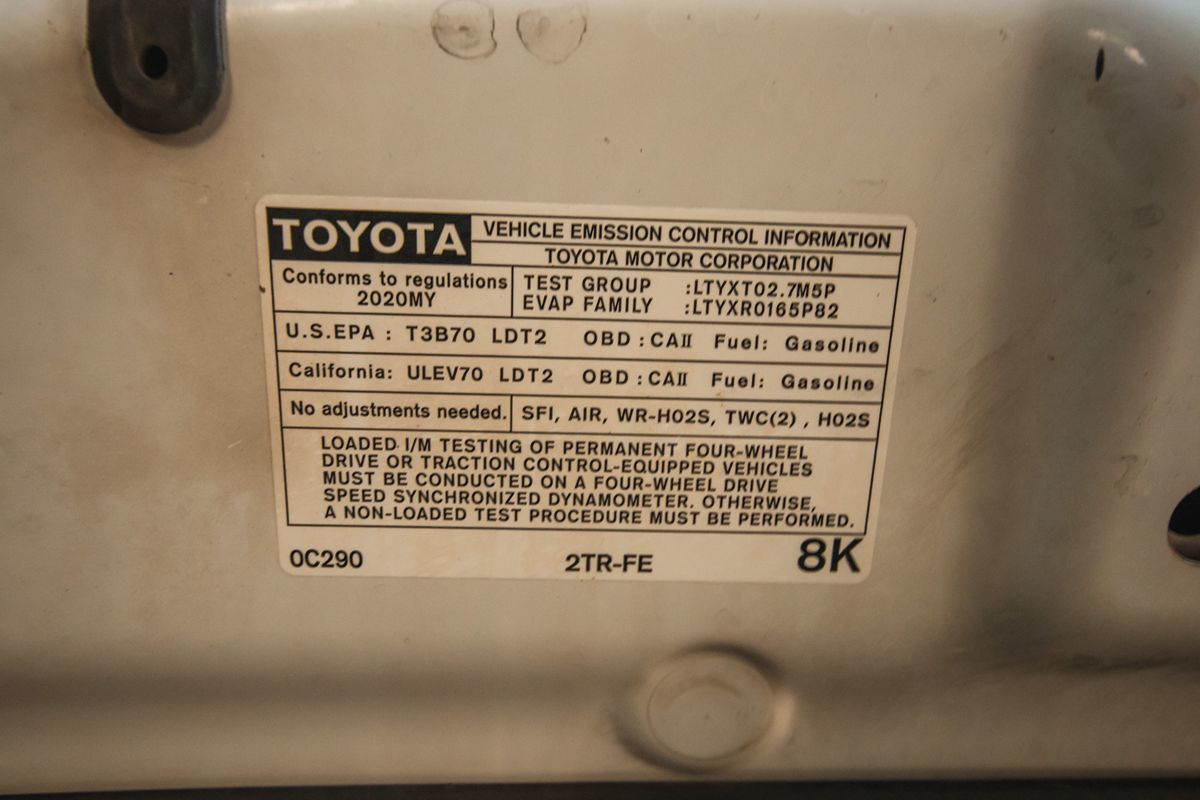 TOYOTA
VEHICLE EMISSION CONTROL INFORMATION
TOYOTA MOTOR CORPORATION
Conforms to regulations
2020MY
TEST GROUP :LTYXT02.7M5P
EVAP FAMILY :LTYXR0165P82
U.S.EPA : T3B70 LDT2 OBD : CAII Fuel: Gasoline
California: ULEV70 LDT2 OBD : CAII Fuel: Gasoline
No adjustments needed.
SFI, AIR, WR-HO2S, TWC(2) , HO2S
LOADED I/M TESTING OF PERMANENT FOUR-WHEEL
DRIVE OR TRACTION CONTROL-EQUIPPED VEHICLES
MUST BE CONDUCTED ON A FOUR-WHEEL DRIVE
SPEED SYNCHRONIZED DYNAMOMETER. OTHERWISE,
A NON-LOADED TEST PROCEDURE MUST BE PERFORMED.
0C290 2TR-FE 8K